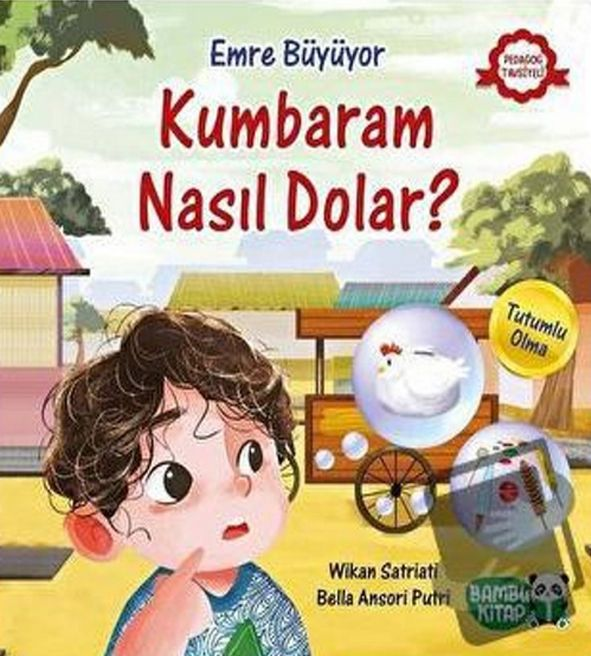 Emre Büyüyor
PEDAGOG
TAVSİYELİ
Kumbaram
Nasıl Dolar?
Tutumlu
Olma
Wikan Satriati
Bella Ansori Putri
BAMBU
KİTAP